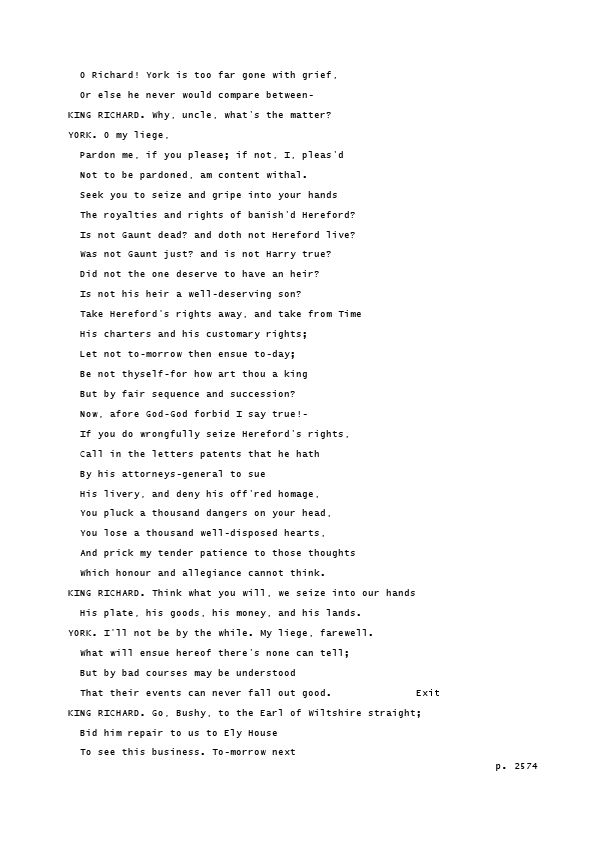 O Richard! York is too far gone with grief,
Or else he never would compare between-
KING RICHARD. Why, uncle, what's the matter?
YORK. O my liege,
Pardon me, if you please; if not, I, pleas'd
Not to be pardoned, am content withal.
Seek you to seize and gripe into your hands
The royalties and rights of banish'd Hereford?
Is not Gaunt dead? and doth not Hereford live?
Was not Gaunt just? and is not Harry true?
Did not the one deserve to have an heir?
Is not his heir a well-deserving son?
Take Hereford's rights away, and take from Time
His charters and his customary rights;
Let not to-morrow then ensue to-day;
Be not thyself-for how art thou a king
But by fair sequence and succession?
Now, afore God-God forbid I say true!-
If you do wrongfully seize Hereford's rights,
Call in the letters patents that he hath
By his attorneys-general to sue
His livery, and deny his off'red homage,
You pluck a thousand dangers on your head,
You lose a thousand well-disposed hearts,
And prick my tender patience to those thoughts
Which honour and allegiance cannot think.
KING RICHARD. Think what you will, we seize into our hands
His plate, his goods, his money, and his lands.
YORK. I'll not be by the while. My liege, farewell.
What will ensue hereof there's none can tell;
But by bad courses may be understood
That their events can never fall out good. Exit
KING RICHARD. Go, Bushy, to the Earl of Wiltshire straight;
Bid him repair to us to Ely House
To see this business. To-morrow next
p. 2574